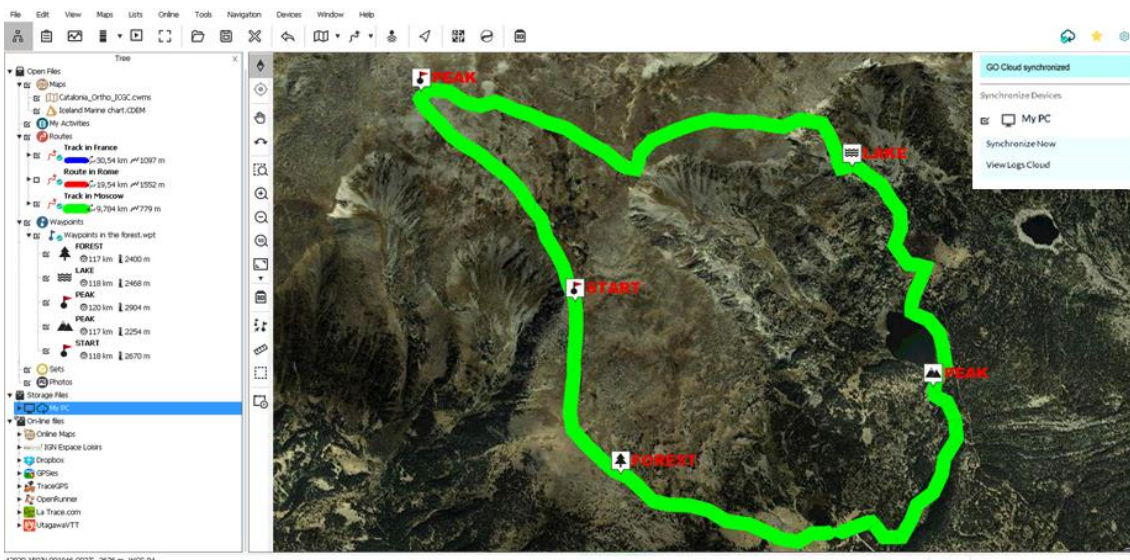 File Edit View Maps Lists Online Tools Navigation Devices Window Help
Tree X
Open Files
Maps
Catalonia_Ortho_ICGC.cwms
Iceland Marine chart.CDEM
My Activities
Routes
Track in France
30,54 km 1097 m
Route in Rome
19,54 km 1552 m
Track in Moscow
9,784 km 779 m
Waypoints
Waypoints in the forest.wpt
FOREST
117 km 2400 m
LAKE
118 km 2468 m
PEAK
120 km 2904 m
PEAK
117 km 2254 m
START
118 km 2670 m
Sets
Photos
Storage Files
My PC
On-line files
Online Maps
IGN Espace Loisirs
Dropbox
GPSies
TraceGPS
OpenRunner
La Trace.com
UtagawaVTT
PEAK
LAKE
START
PEAK
FOREST
GO Cloud synchronized
Synchronize Devices
My PC
Synchronize Now
View Logs Cloud